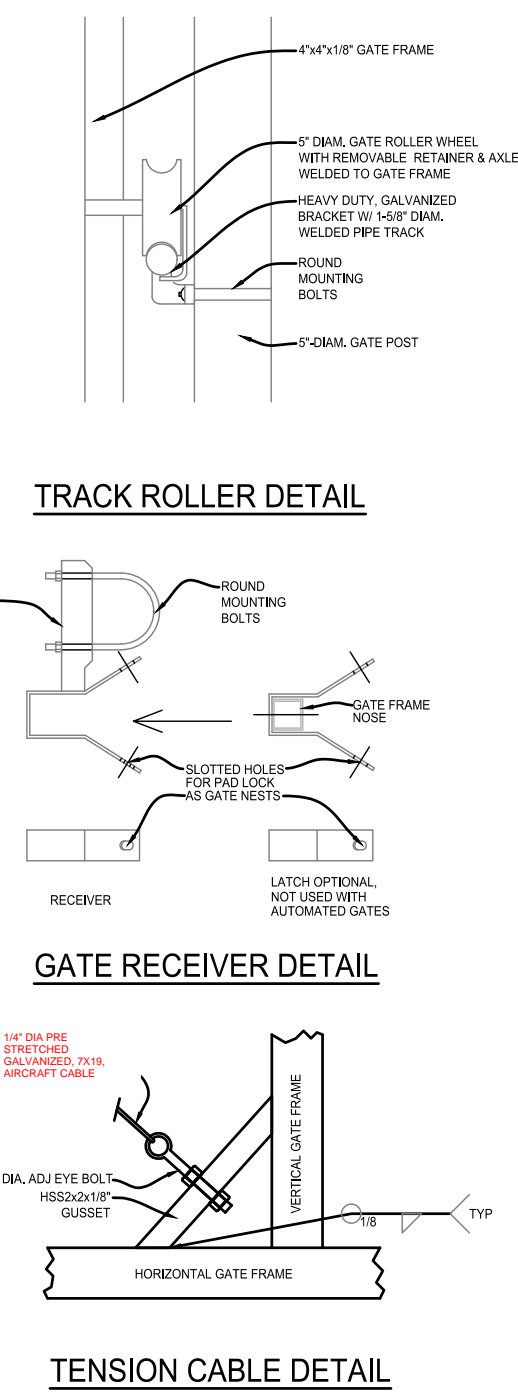 4"x4"x1/8" GATE FRAME
5" DIAM. GATE ROLLER WHEEL
WITH REMOVABLE RETAINER & AXLE
WELDED TO GATE FRAME
HEAVY DUTY, GALVANIZED
BRACKET W/ 1-5/8" DIAM.
WELDED PIPE TRACK
ROUND
MOUNTING
BOLTS
5"-DIAM. GATE POST
TRACK ROLLER DETAIL
ROUND
MOUNTING
BOLTS
GATE FRAME
NOSE
SLOTTED HOLES
FOR PAD LOCK
AS GATE NESTS
RECEIVER
LATCH OPTIONAL,
NOT USED WITH
AUTOMATED GATES
GATE RECEIVER DETAIL
1/4" DIA PRE
STRETCHED
GALVANIZED, 7X19,
AIRCRAFT CABLE
DIA. ADJ EYE BOLT
HSS2x2x1/8"
GUSSET
VERTICAL GATE FRAME
1/8
TYP
HORIZONTAL GATE FRAME
TENSION CABLE DETAIL